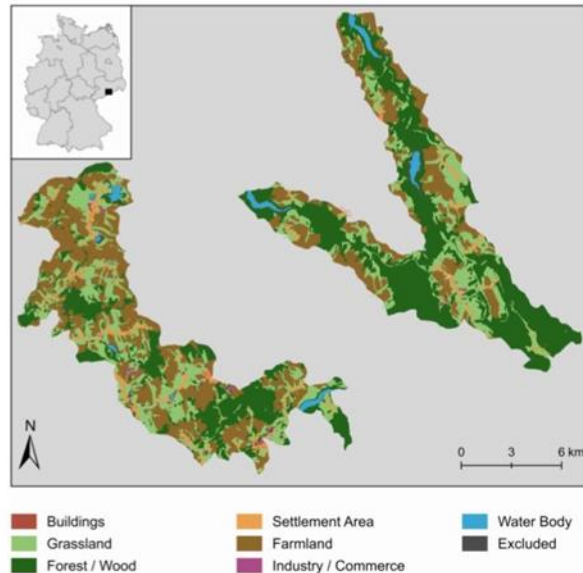 N
0 3 6 km
Buildings
Settlement Area
Water Body
Grassland
Farmland
Excluded
Forest / Wood
Industry / Commerce